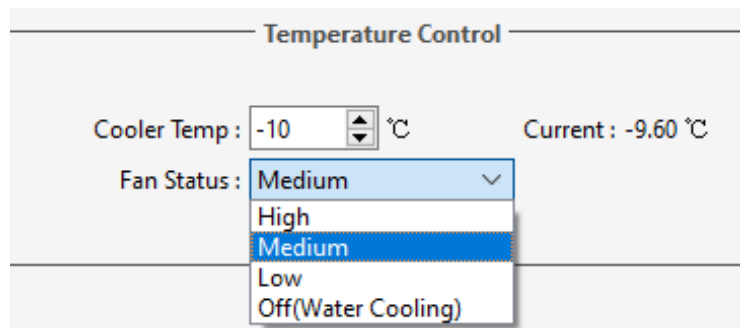 Temperature Control
Cooler Temp : -10 ℃ Current : -9.60 ℃
Fan Status : Medium
High
Medium
Low
Off(Water Cooling)